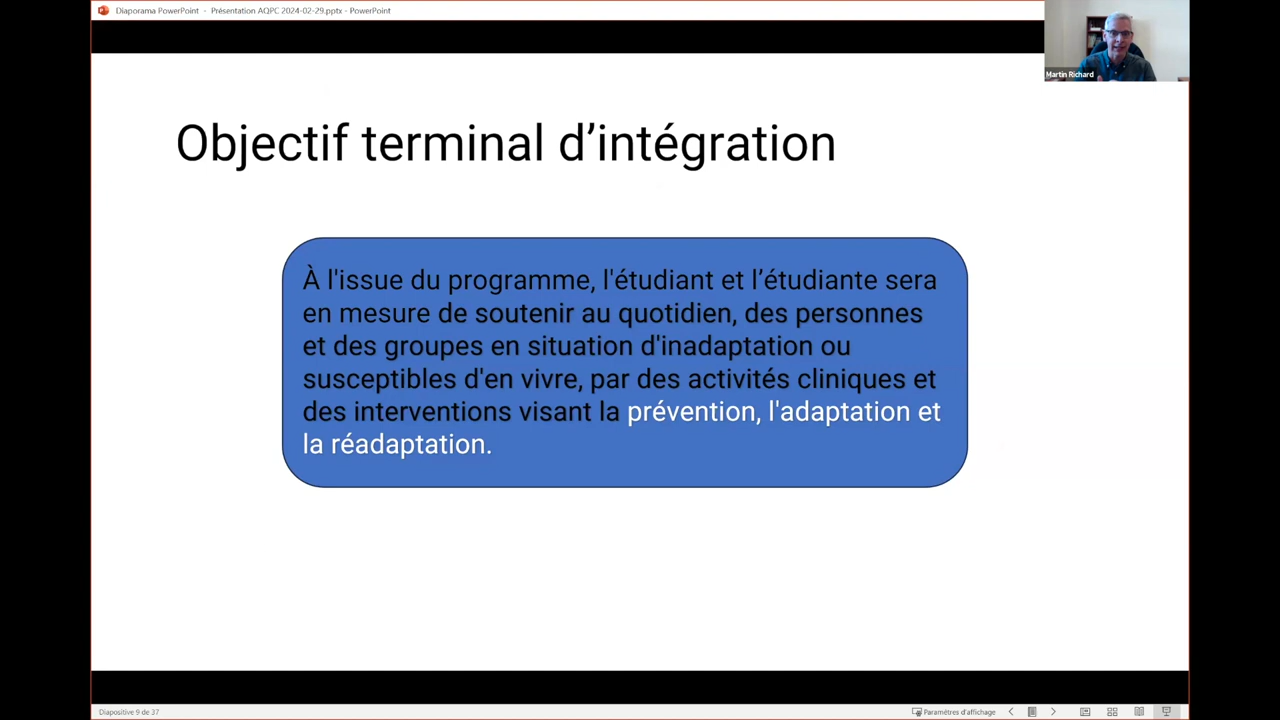 Diaporama PowerPoint - Présentation AQPC 2024-02-29.pptx - PowerPoint
Martin Richard
Objectif terminal d’intégration
À l'issue du programme, l'étudiant et l’étudiante sera
en mesure de soutenir au quotidien, des personnes
et des groupes en situation d'inadaptation ou
susceptibles d'en vivre, par des activités cliniques et
des interventions visant la prévention, l'adaptation et
la réadaptation.
Diapositive 9 de 37
Paramètres d'affichage